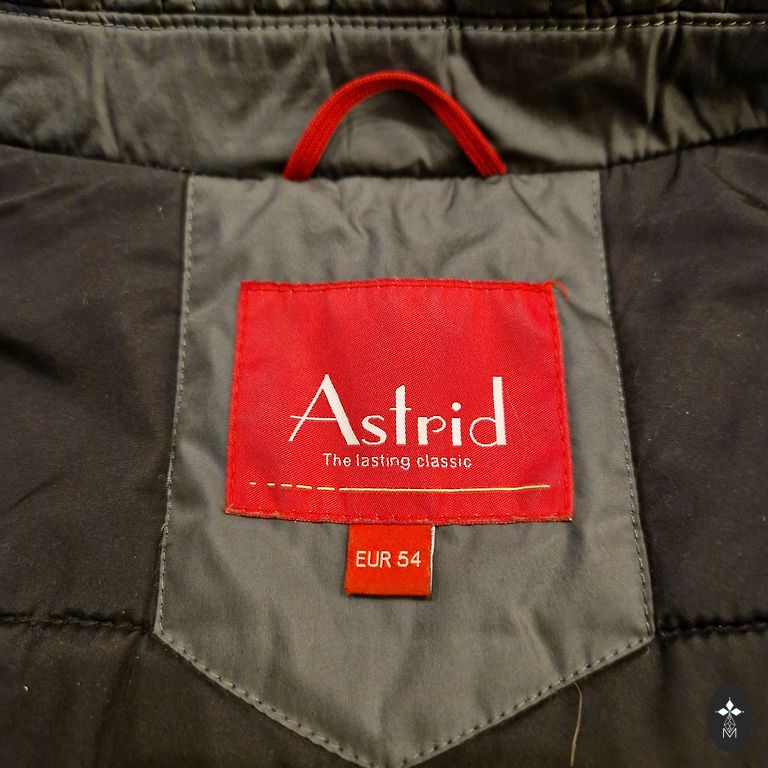 Astrid
The lasting classic
EUR 54
M